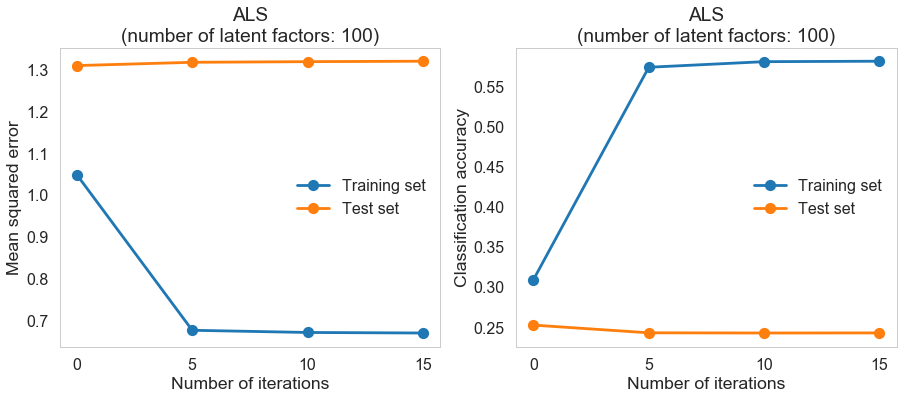 ALS
(number of latent factors: 100)
Mean squared error
1.3
1.2
1.1
1.0
0.9
0.8
0.7
Training set
Test set
0 5 10 15
Number of iterations
ALS
(number of latent factors: 100)
Classification accuracy
0.55
0.50
0.45
0.40
0.35
0.30
0.25
Training set
Test set
0 5 10 15
Number of iterations